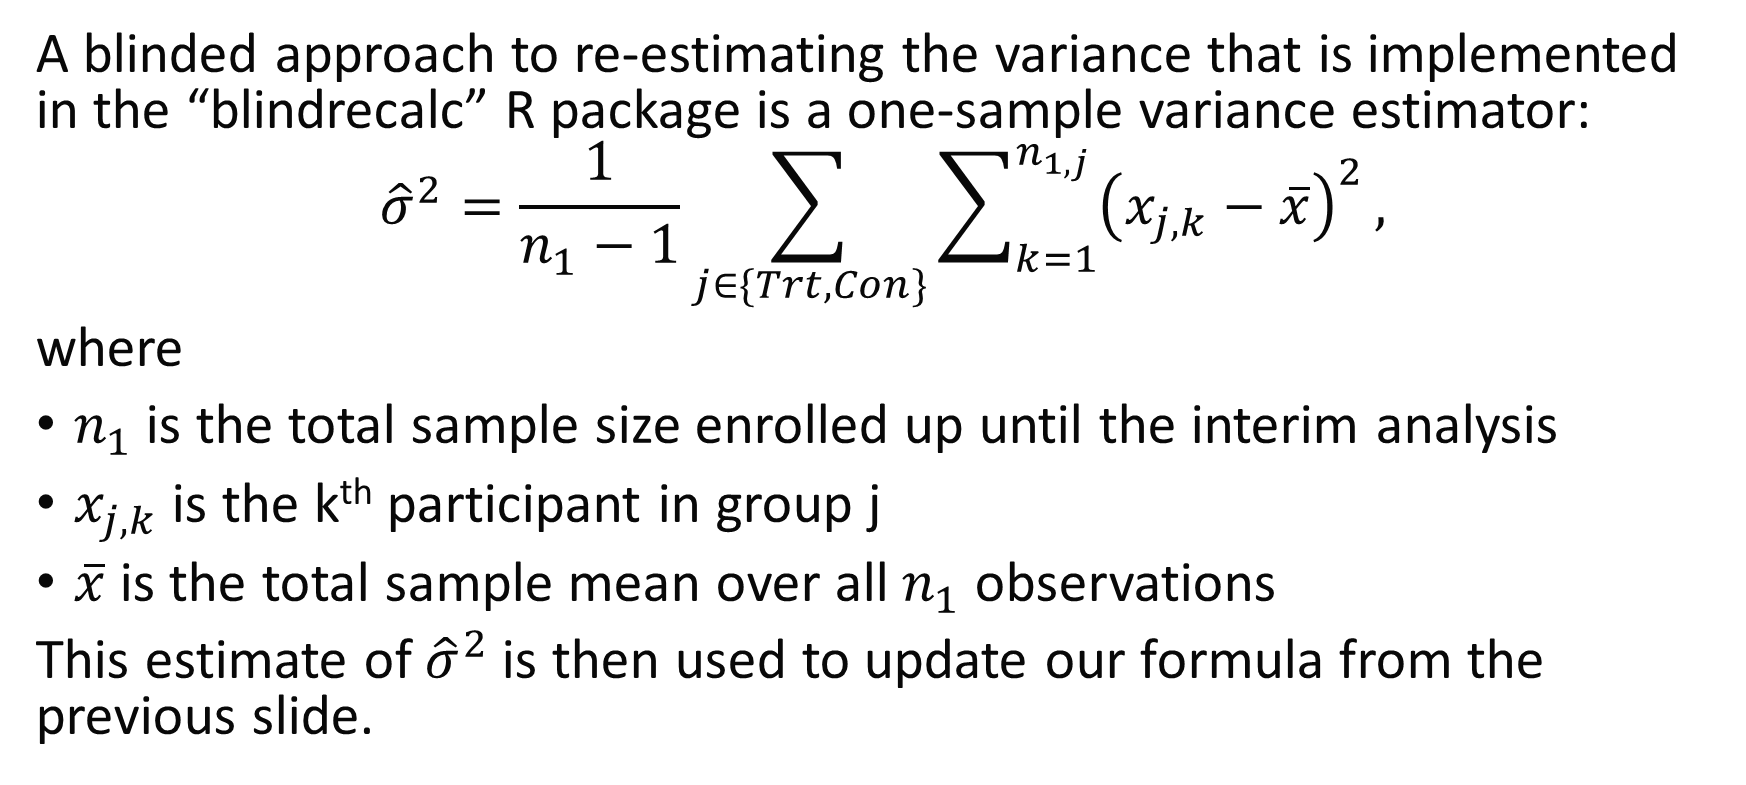 A blinded approach to re-estimating the variance that is implemented
in the “blindrecalc” R package is a one-sample variance estimator:
σ̂² = 1/(n₁ − 1) ∑_{j∈{Trt,Con}} ∑_{k=1}^{n_{1,j}} (x_{j,k} − x̄)²,
where
• n₁ is the total sample size enrolled up until the interim analysis
• x_{j,k} is the kᵗʰ participant in group j
• x̄ is the total sample mean over all n₁ observations
This estimate of σ̂² is then used to update our formula from the
previous slide.